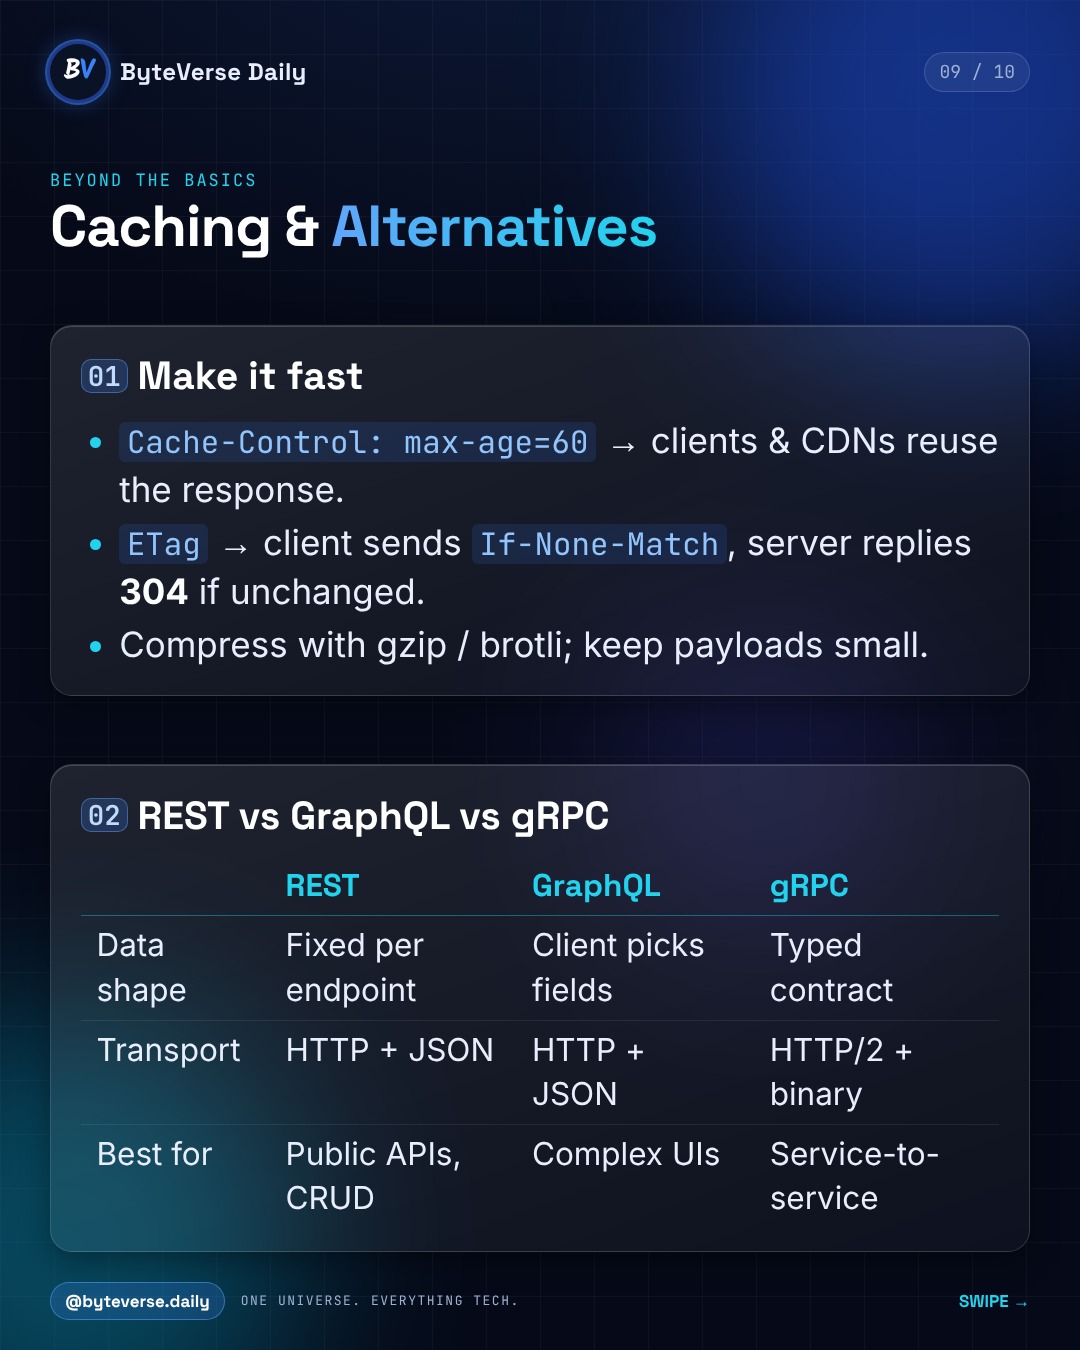 BV
ByteVerse Daily
09 / 10
BEYOND THE BASICS
Caching & Alternatives
01 Make it fast
• Cache-Control: max-age=60 → clients & CDNs reuse
the response.
• ETag → client sends If-None-Match, server replies
304 if unchanged.
• Compress with gzip / brotli; keep payloads small.
02 REST vs GraphQL vs gRPC
REST GraphQL gRPC
Data Fixed per Client picks Typed
shape endpoint fields contract
Transport HTTP + JSON HTTP + HTTP/2 +
JSON binary
Best for Public APIs, Complex UIs Service-to-
CRUD service
@byteverse.daily ONE UNIVERSE. EVERYTHING TECH. SWIPE →